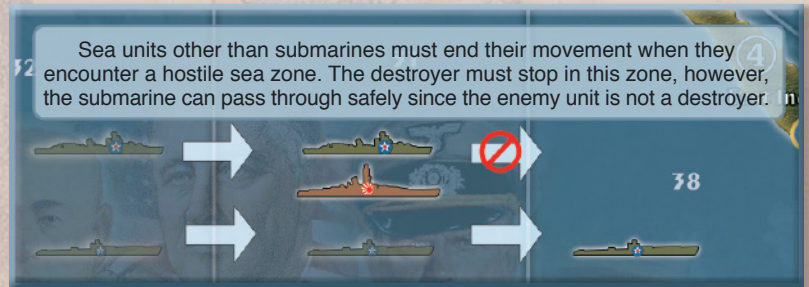 Sea units other than submarines must end their movement when they
encounter a hostile sea zone. The destroyer must stop in this zone, however,
the submarine can pass through safely since the enemy unit is not a destroyer.
32
4
38